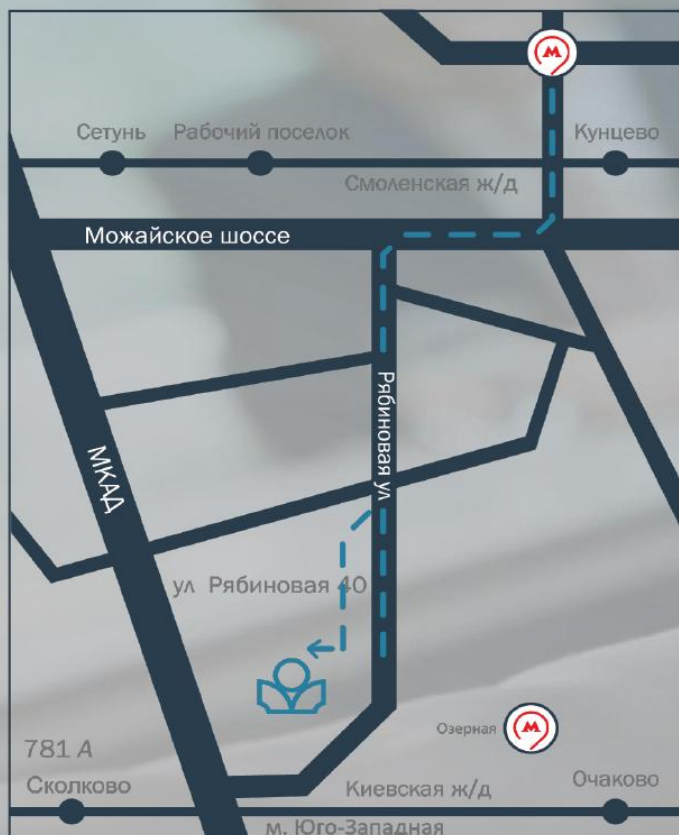 М
Сетунь
Рабочий поселок
Кунцево
Смоленская ж/д
Можайское шоссе
Рябиновая ул
МКАД
ул Рябиновая 40
Озерная
М
781 А
Сколково
Киевская ж/д
Очаково
м. Юго-Западная